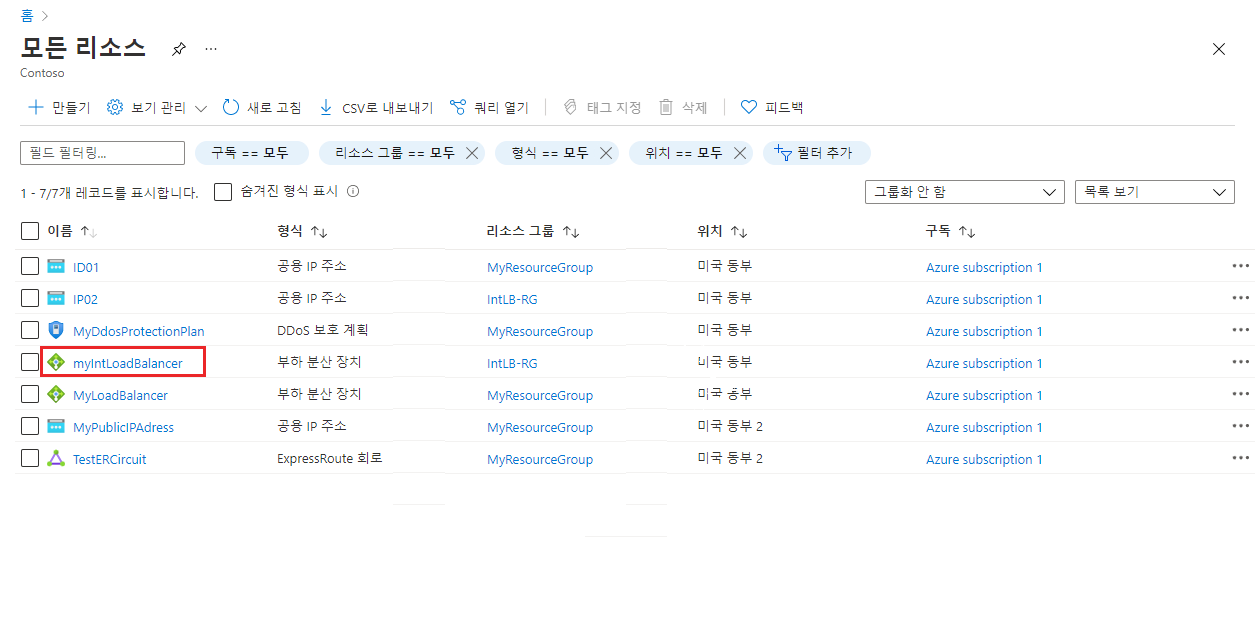 홈
모든 리소스
Contoso
만들기 보기 관리 새로 고침 CSV로 내보내기 쿼리 열기 태그 지정 삭제 피드백
필드 필터링... 구독 == 모두 리소스 그룹 == 모두 형식 == 모두 위치 == 모두 필터 추가
1 - 7/7개 레코드를 표시합니다. 숨겨진 형식 표시 그룹화 안 함 목록 보기
이름 형식 리소스 그룹 위치 구독
ID01 공용 IP 주소 MyResourceGroup 미국 동부 Azure subscription 1
IP02 공용 IP 주소 IntLB-RG 미국 동부 Azure subscription 1
MyDdosProtectionPlan DDoS 보호 계획 MyResourceGroup 미국 동부 Azure subscription 1
myIntLoadBalancer 부하 분산 장치 IntLB-RG 미국 동부 Azure subscription 1
MyLoadBalancer 부하 분산 장치 MyResourceGroup 미국 동부 Azure subscription 1
MyPublicIPAdress 공용 IP 주소 MyResourceGroup 미국 동부 2 Azure subscription 1
TestERCircuit ExpressRoute 회로 MyResourceGroup 미국 동부 2 Azure subscription 1